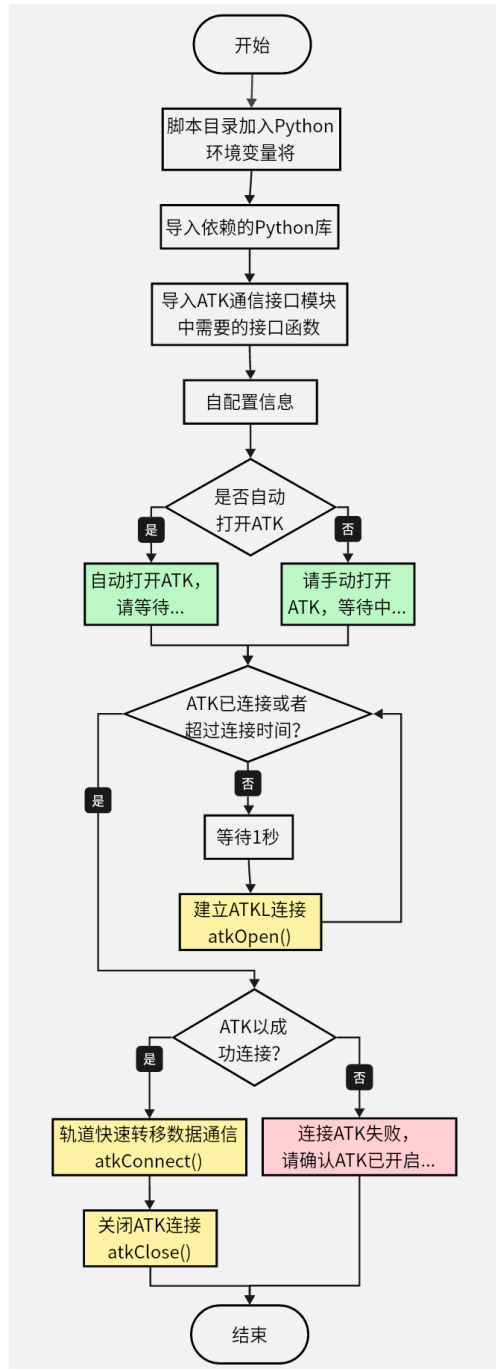 开始
脚本目录加入Python
环境变量将
导入依赖的Python库
导入ATK通信接口模块
中需要的接口函数
自配置信息
是否自动
打开ATK
是
否
自动打开ATK，
请等待...
请手动打开
ATK，等待中...
ATK已连接或者
超过连接时间？
是
否
等待1秒
建立ATKL连接
atkOpen()
ATK以成
功连接？
是
否
轨道快速转移数据通信
atkConnect()
连接ATK失败，
请确认ATK已开启...
关闭ATK连接
atkClose()
结束